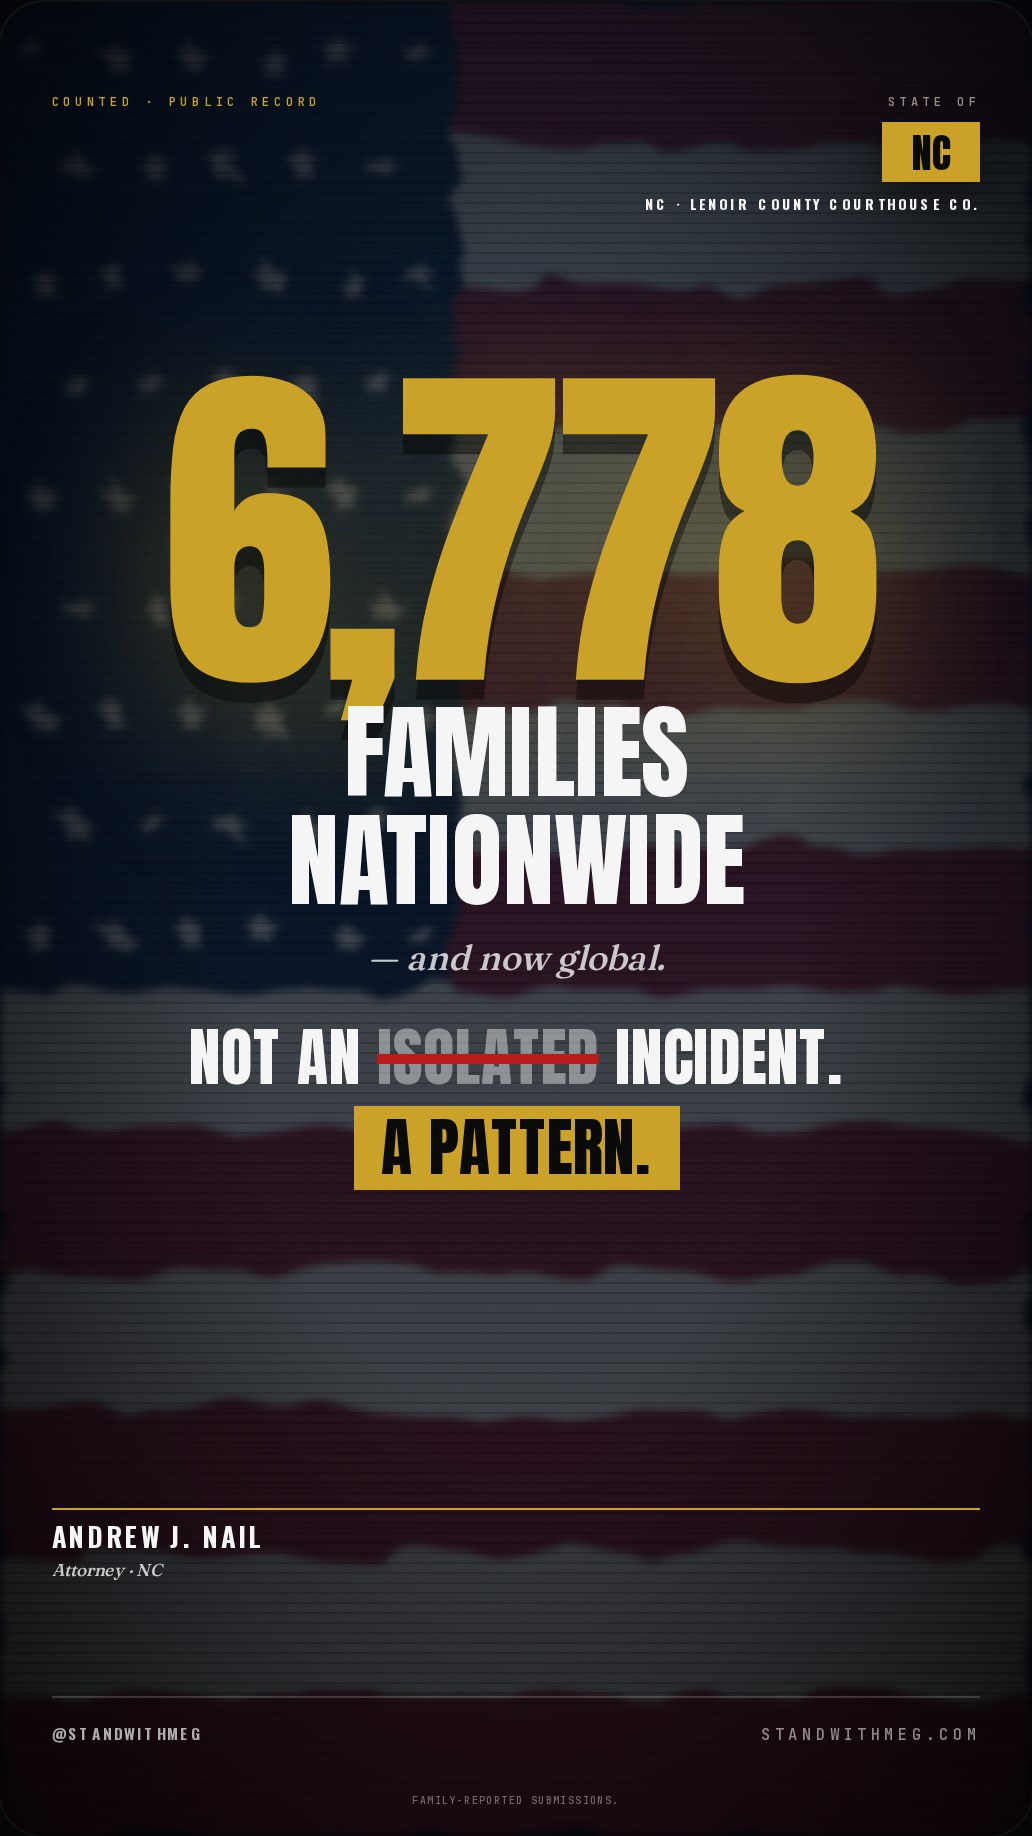 COUNTED · PUBLIC RECORD
STATE OF
NC
NC · LENOIR COUNTY COURTHOUSE CO.
6,778
FAMILIES
NATIONWIDE
— and now global.
NOT AN ISOLATED INCIDENT.
A PATTERN.
ANDREW J. NAIL
Attorney · NC
@STANDWITHMEG
STANDWITHMEG.COM
FAMILY-REPORTED SUBMISSIONS.